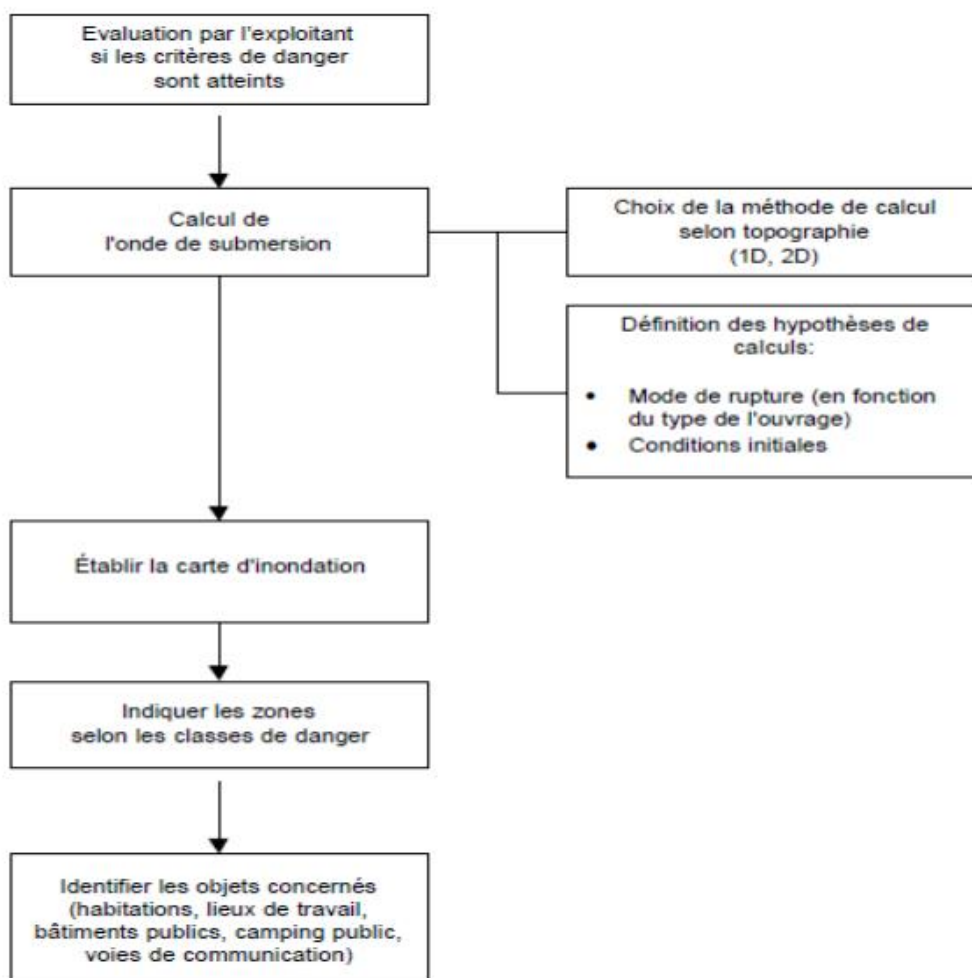 Evaluation par l'exploitant
si les critères de danger
sont atteints
Calcul de
l'onde de submersion
Choix de la méthode de calcul
selon topographie
(1D, 2D)
Définition des hypothèses de
calculs:
• Mode de rupture (en fonction
du type de l'ouvrage)
• Conditions initiales
Établir la carte d'inondation
Indiquer les zones
selon les classes de danger
Identifier les objets concernés
(habitations, lieux de travail,
bâtiments publics, camping public,
voies de communication)